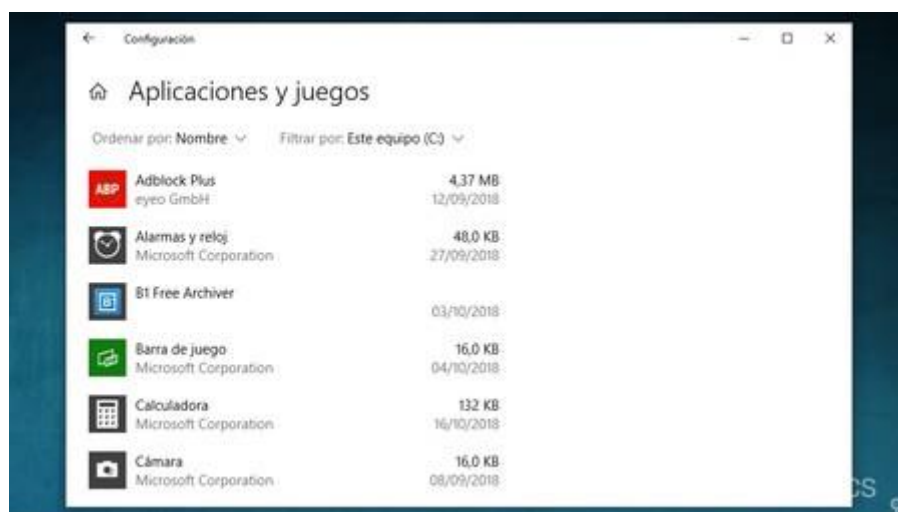 Configuración
Aplicaciones y juegos
Ordenar por: Nombre Filtrar por: Este equipo (C:)
ABP
Adblock Plus 4,37 MB
eyeo GmbH 12/09/2018
Alarmas y reloj 48,0 KB
Microsoft Corporation 27/09/2018
B1 Free Archiver
03/10/2018
Barra de juego 16,0 KB
Microsoft Corporation 04/10/2018
Calculadora 132 KB
Microsoft Corporation 16/10/2018
Cámara 16,0 KB
Microsoft Corporation 08/09/2018